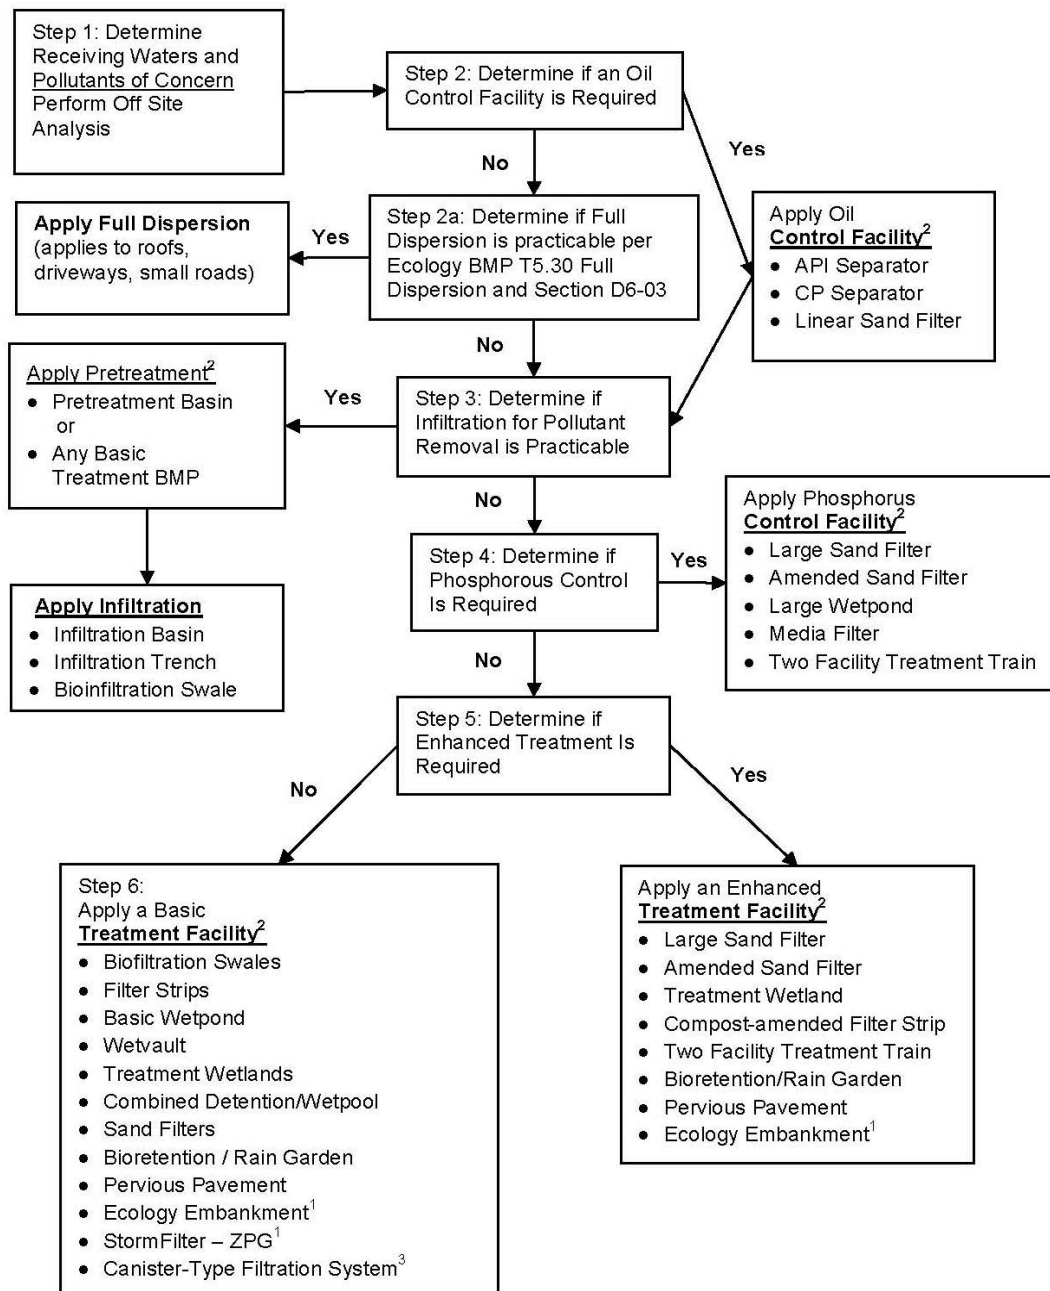 Step 1: Determine
Receiving Waters and
Pollutants of Concern
Perform Off Site
Analysis
Step 2: Determine if an Oil
Control Facility is Required
No
Yes
Apply Full Dispersion
(applies to roofs,
driveways, small roads)
Yes
Step 2a: Determine if Full
Dispersion is practicable per
Ecology BMP T5.30 Full
Dispersion and Section D6-03
Apply Oil
Control Facility²
● API Separator
● CP Separator
● Linear Sand Filter
No
Apply Pretreatment²
● Pretreatment Basin
or
● Any Basic
Treatment BMP
Yes
Step 3: Determine if
Infiltration for Pollutant
Removal is Practicable
No
Apply Infiltration
● Infiltration Basin
● Infiltration Trench
● Bioinfiltration Swale
Step 4: Determine if
Phosphorous Control
Is Required
Yes
Apply Phosphorus
Control Facility²
● Large Sand Filter
● Amended Sand Filter
● Large Wetpond
● Media Filter
● Two Facility Treatment Train
No
Step 5: Determine if
Enhanced Treatment Is
Required
No
Yes
Step 6:
Apply a Basic
Treatment Facility²
● Biofiltration Swales
● Filter Strips
● Basic Wetpond
● Wetvault
● Treatment Wetlands
● Combined Detention/Wetpool
● Sand Filters
● Bioretention / Rain Garden
● Pervious Pavement
● Ecology Embankment¹
● StormFilter – ZPG¹
● Canister-Type Filtration System³
Apply an Enhanced
Treatment Facility²
● Large Sand Filter
● Amended Sand Filter
● Treatment Wetland
● Compost-amended Filter Strip
● Two Facility Treatment Train
● Bioretention/Rain Garden
● Pervious Pavement
● Ecology Embankment¹